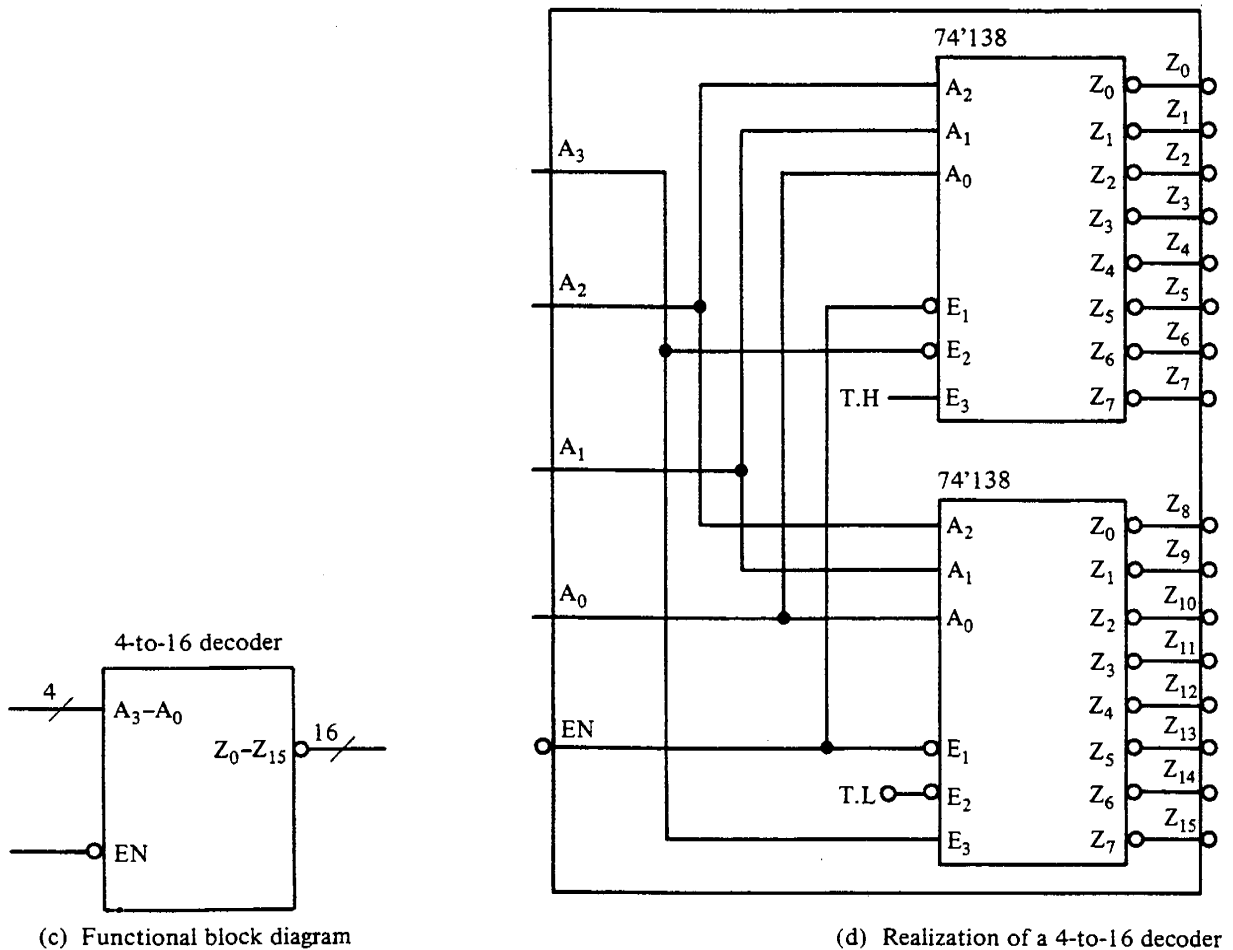 4-to-16 decoder
4
A₃–A₀
Z₀–Z₁₅
16
EN
(c) Functional block diagram
A₃
A₂
A₁
A₀
EN
74'138
A₂
A₁
A₀
E₁
E₂
T.H
E₃
Z₀
Z₁
Z₂
Z₃
Z₄
Z₅
Z₆
Z₇
Z₀
Z₁
Z₂
Z₃
Z₄
Z₅
Z₆
Z₇
74'138
A₂
A₁
A₀
E₁
T.L
E₂
E₃
Z₀
Z₁
Z₂
Z₃
Z₄
Z₅
Z₆
Z₇
Z₈
Z₉
Z₁₀
Z₁₁
Z₁₂
Z₁₃
Z₁₄
Z₁₅
(d) Realization of a 4-to-16 decoder